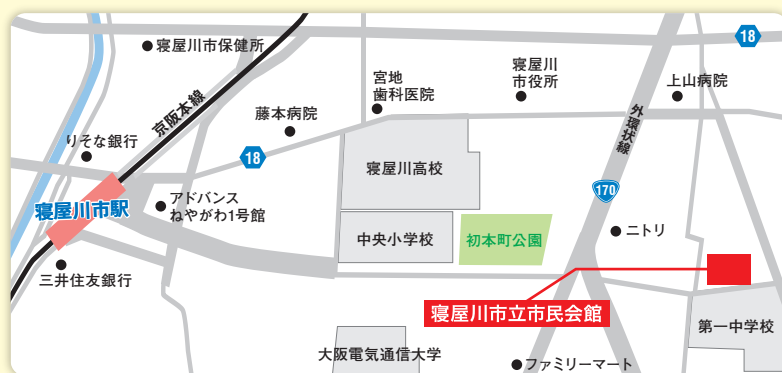 18
寝屋川市保健所
寝屋川
市役所
上山病院
宮地
歯科医院
京阪本線
藤本病院
外環状線
りそな銀行
18
寝屋川高校
170
寝屋川市駅
アドバンス
ねやがわ1号館
中央小学校
初本町公園
ニトリ
三井住友銀行
寝屋川市立市民会館
第一中学校
大阪電気通信大学
ファミリーマート